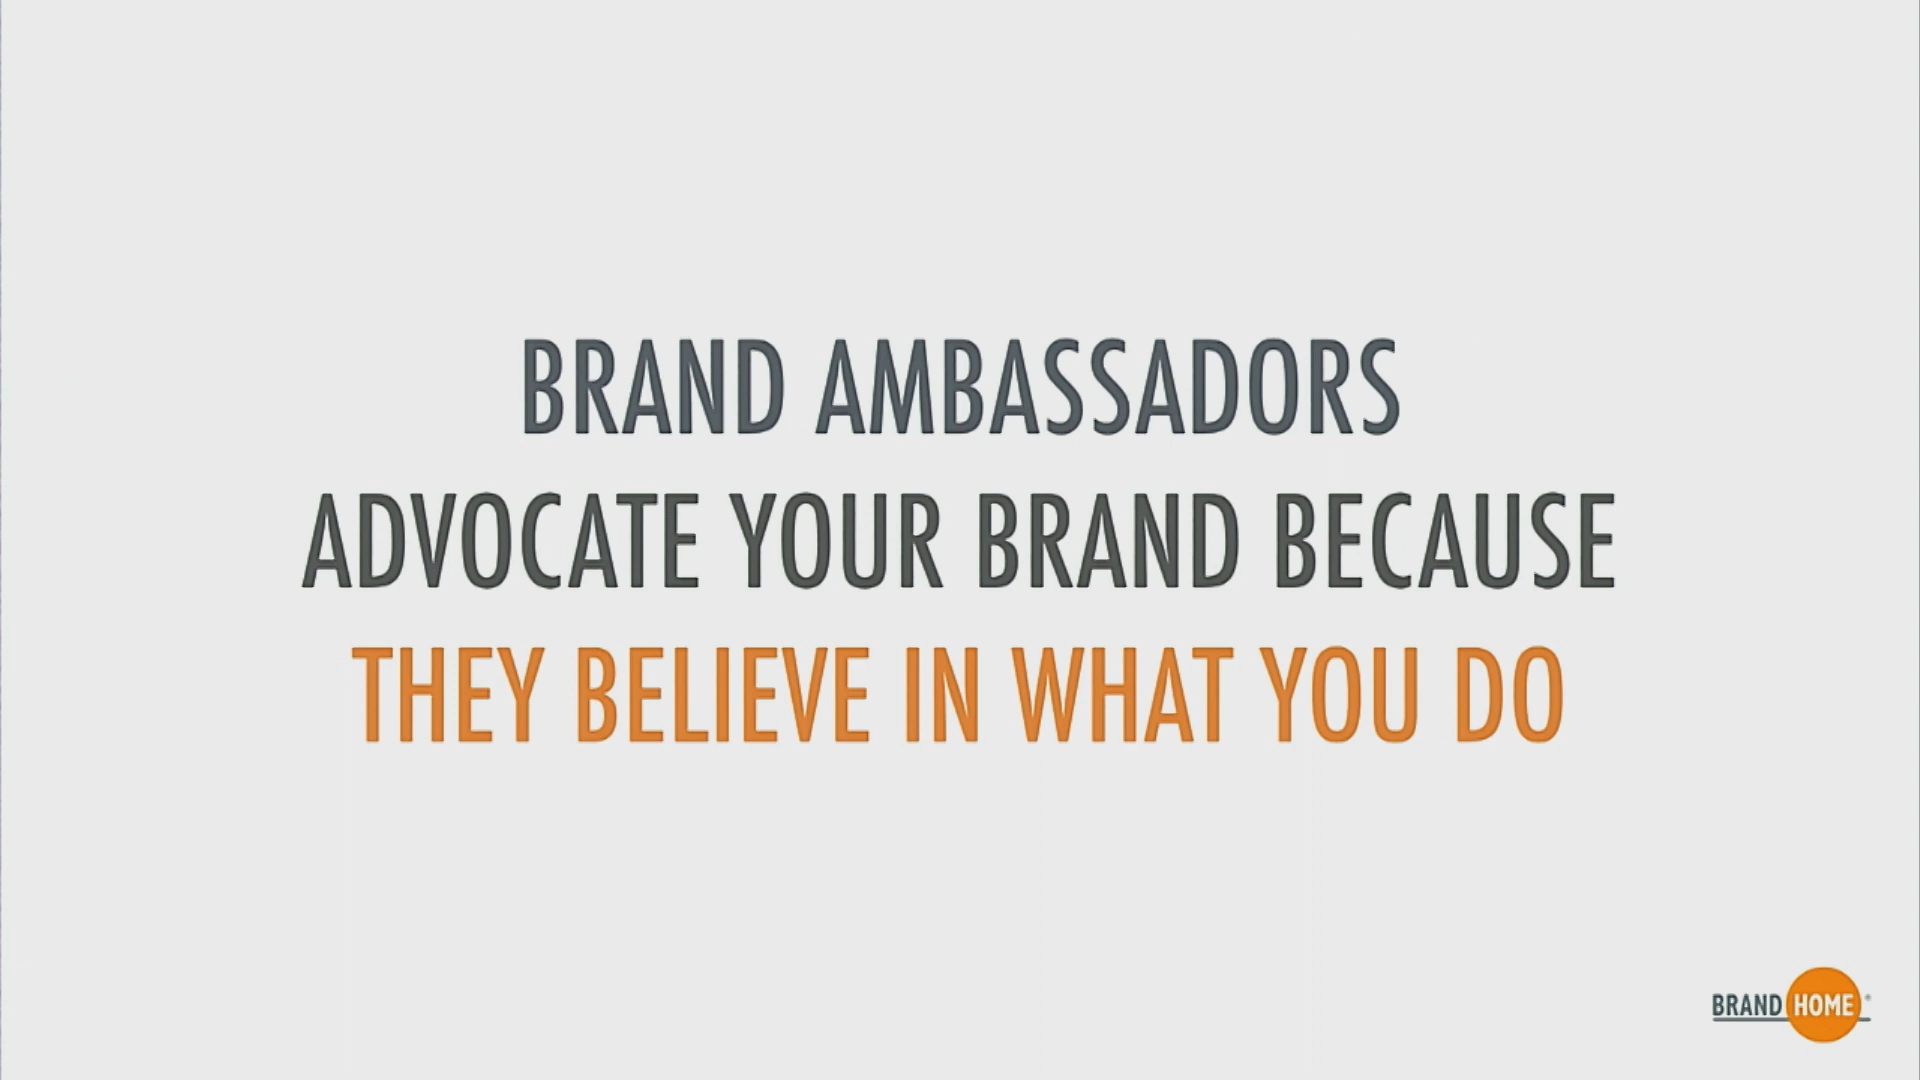 BRAND AMBASSADORS
ADVOCATE YOUR BRAND BECAUSE
THEY BELIEVE IN WHAT YOU DO
BRAND HOME